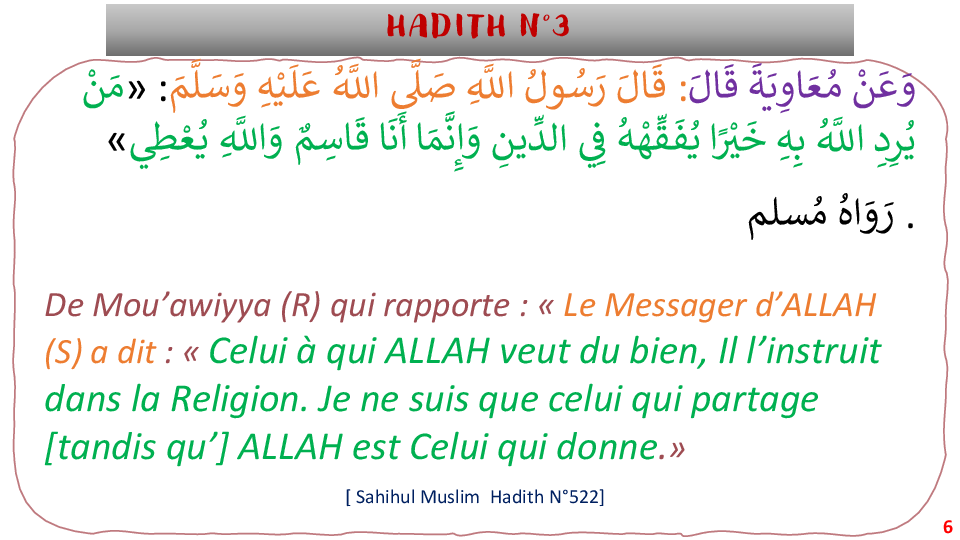 HADITH N°3
وَعَنْ مُعَاوِيَةَ قَالَ: قَالَ رَسُولُ اللَّهِ صَلَّى اللَّهُ عَلَيْهِ وَسَلَّمَ: «مَنْ
يُرِدِ اللَّهُ بِهِ خَيْرًا يُفَقِّهْهُ فِي الدِّينِ وَإِنَّمَا أَنَا قَاسِمٌ وَاللَّهِ يُعْطِي»
. رَوَاهُ مُسلم
De Mou’awiyya (R) qui rapporte : « Le Messager d’ALLAH
(S) a dit : « Celui à qui ALLAH veut du bien, Il l’instruit
dans la Religion. Je ne suis que celui qui partage
[tandis qu’] ALLAH est Celui qui donne.»
[ Sahihul Muslim Hadith N°522]
6